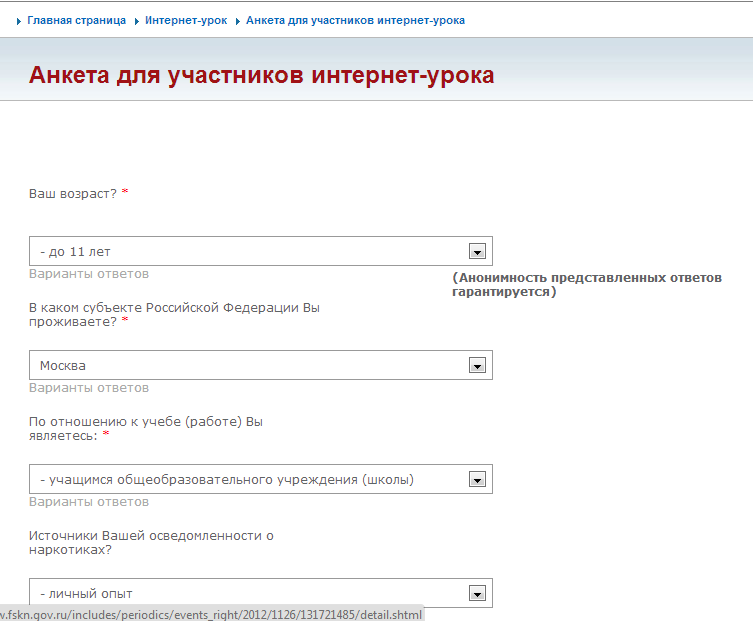 Главная страница Интернет-урок Анкета для участников интернет-урока
Анкета для участников интернет-урока
Ваш возраст? *
- до 11 лет
Варианты ответов
(Анонимность представленных ответов
гарантируется)
В каком субъекте Российской Федерации Вы
проживаете? *
Москва
Варианты ответов
По отношению к учебе (работе) Вы
являетесь: *
- учащимся общеобразовательного учреждения (школы)
Варианты ответов
Источники Вашей осведомленности о
наркотиках?
- личный опыт
w.fskn.gov.ru/includes/periodics/events_right/2012/1126/131721485/detail.shtml